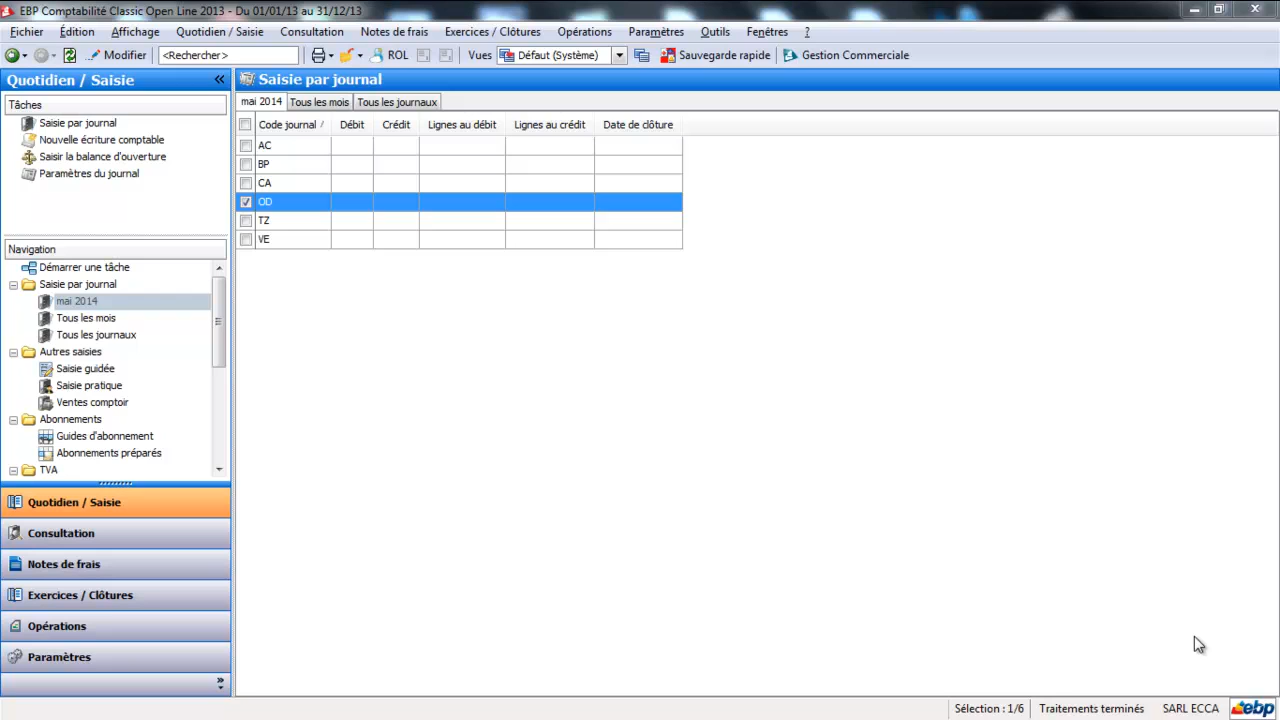 EBP Comptabilité Classic Open Line 2013 - Du 01/01/13 au 31/12/13
Fichier Édition Affichage Quotidien / Saisie Consultation Notes de frais Exercices / Clôtures Opérations Paramètres Outils Fenêtres ?
Modifier <Rechercher> ROL Vues Défaut (Système) Sauvegarde rapide Gestion Commerciale
Quotidien / Saisie «
Tâches
Saisie par journal
Nouvelle écriture comptable
Saisir la balance d'ouverture
Paramètres du journal
Navigation
Démarrer une tâche
Saisie par journal
mai 2014
Tous les mois
Tous les journaux
Autres saisies
Saisie guidée
Saisie pratique
Ventes comptoir
Abonnements
Guides d'abonnement
Abonnements préparés
TVA
Quotidien / Saisie
Consultation
Notes de frais
Exercices / Clôtures
Opérations
Paramètres
»
Saisie par journal
mai 2014 Tous les mois Tous les journaux
Code journal / Débit Crédit Lignes au débit Lignes au crédit Date de clôture
AC
BP
CA
OD
TZ
VE
Sélection : 1/6 Traitements terminés SARL ECCA ebp